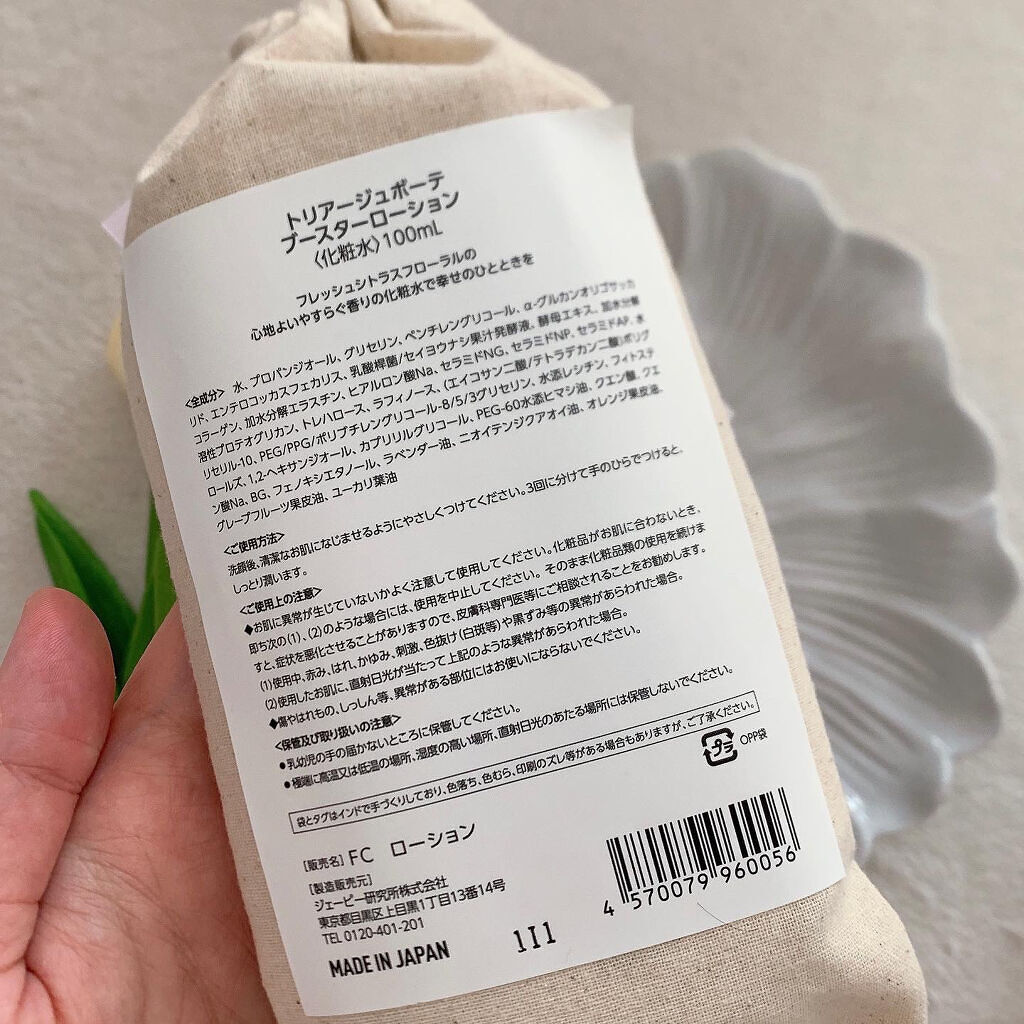 トリアージュボーテ
ブースターローション
〈化粧水〉100mL
フレッシュシトラスフローラルの
心地よいやすらぐ香りの化粧水で幸せのひとときを
<全成分> 水、プロパンジオール、グリセリン、ペンチレングリコール、α-グルカンオリゴサッカ
リド、エンテロコッカスフェカリス、乳酸桿菌/セイヨウナシ果汁発酵液、酵母エキス、加水分解
コラーゲン、加水分解エラスチン、ヒアルロン酸Na、セラミドNG、セラミドNP、セラミドAP、水
溶性プロテオグリカン、トレハロース、ラフィノース、(エイコサン二酸/テトラデカン二酸)ポリグ
リセリル-10、PEG/PPG/ポリブチレングリコール-8/5/3グリセリン、水添レシチン、フィトステ
ロールズ、1,2-ヘキサンジオール、カプリリルグリコール、PEG-60水添ヒマシ油、クエン酸、クエ
ン酸Na、BG、フェノキシエタノール、ラベンダー油、ニオイテンジクアオイ油、オレンジ果皮油、
グレープフルーツ果皮油、ユーカリ葉油
<ご使用方法>
洗顔後、清潔なお肌になじませるようにやさしくつけてください。3回に分けて手のひらでつけると、
しっとり潤います。
<ご使用上の注意>
◆お肌に異常が生じていないかよく注意して使用してください。化粧品がお肌に合わないとき、
即ち次の(1)、(2)のような場合には、使用を中止してください。そのまま化粧品類の使用を続けま
すと、症状を悪化させることがありますので、皮膚科専門医等にご相談されることをお勧めします。
(1)使用中、赤み、はれ、かゆみ、刺激、色抜け(白斑等)や黒ずみ等の異常があらわれた場合。
(2)使用したお肌に、直射日光が当たって上記のような異常があらわれた場合。
◆傷やはれもの、しっしん等、異常がある部位にはお使いにならないでください。
<保管及び取り扱いの注意>
●乳幼児の手の届かないところに保管してください。
●極端に高温又は低温の場所、湿度の高い場所、直射日光のあたる場所には保管しないでください。
袋とタグはインドで手づくりしており、色落ち、色むら、印刷のズレ等がある場合もありますが、ご了承ください。
プラ OPP袋
[販売名] FC ローション
[製造販売元]
ジェーピー研究所株式会社
東京都目黒区上目黒1丁目13番14号
TEL 0120-401-201
MADE IN JAPAN
1I1
4 570079 960056